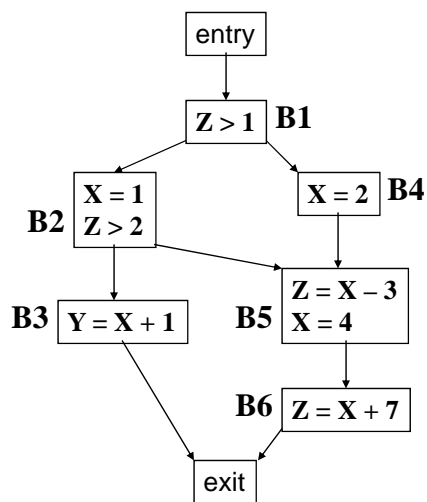 entry
Z > 1 B1
X = 1
Z > 2
B2
X = 2 B4
B3 Y = X + 1
Z = X – 3
X = 4
B5
B6 Z = X + 7
exit